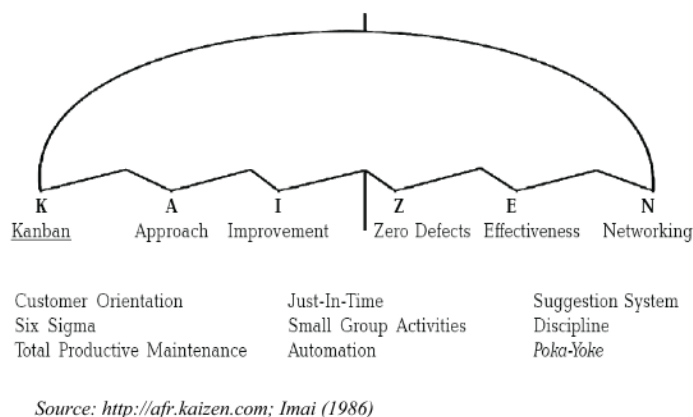 K A I Z E N
Kanban Approach Improvement Zero Defects Effectiveness Networking
Customer Orientation Just-In-Time Suggestion System
Six Sigma Small Group Activities Discipline
Total Productive Maintenance Automation Poka-Yoke
Source: http://afr.kaizen.com; Imai (1986)